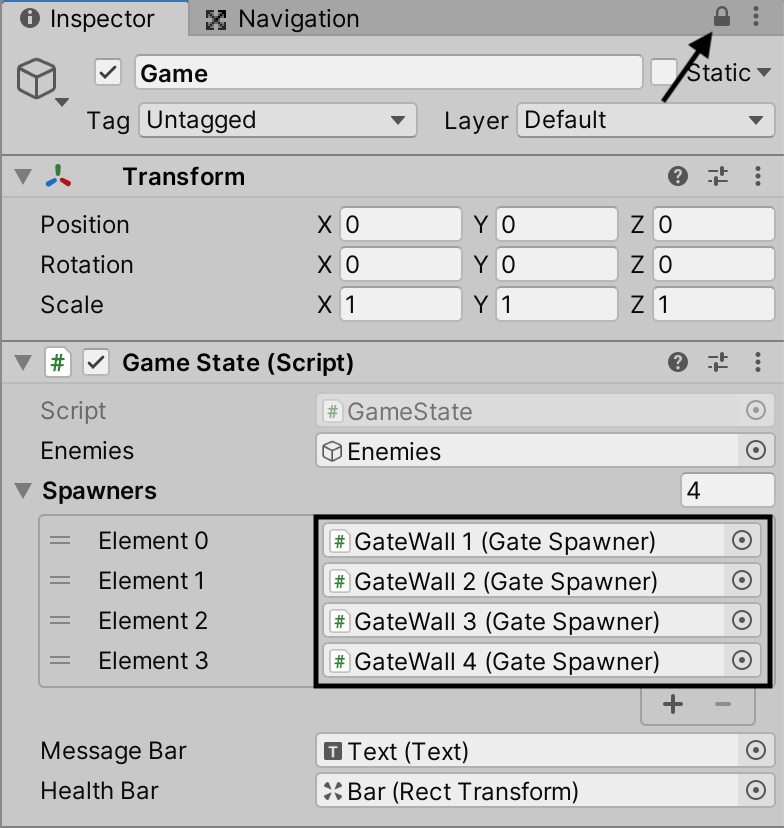 Inspector Navigation
Game Static
Tag Untagged Layer Default
Transform
Position X 0 Y 0 Z 0
Rotation X 0 Y 0 Z 0
Scale X 1 Y 1 Z 1
# Game State (Script)
Script # GameState
Enemies Enemies
Spawners 4
Element 0 # GateWall 1 (Gate Spawner)
Element 1 # GateWall 2 (Gate Spawner)
Element 2 # GateWall 3 (Gate Spawner)
Element 3 # GateWall 4 (Gate Spawner)
+ −
Message Bar T Text (Text)
Health Bar Bar (Rect Transform)